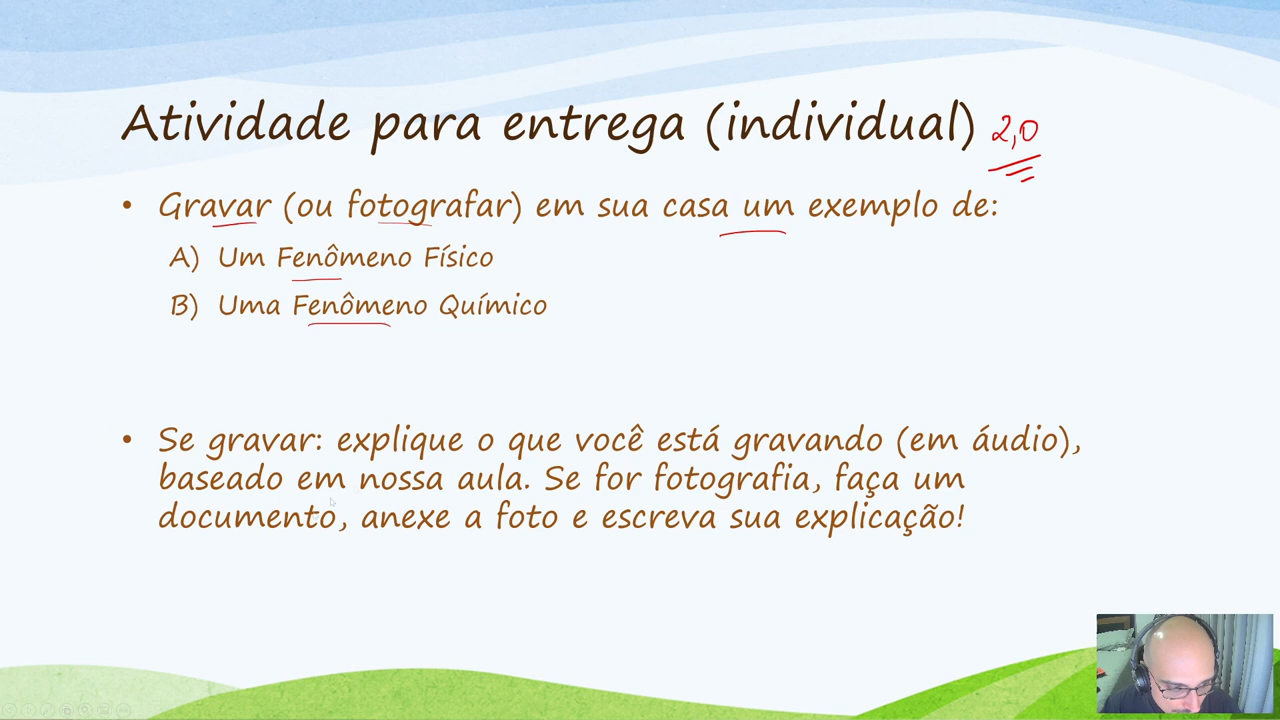 Atividade para entrega (individual) 2,0
• Gravar (ou fotografar) em sua casa um exemplo de:
A) Um Fenômeno Físico
B) Uma Fenômeno Químico
• Se gravar: explique o que você está gravando (em áudio),
baseado em nossa aula. Se for fotografia, faça um
documento, anexe a foto e escreva sua explicação!